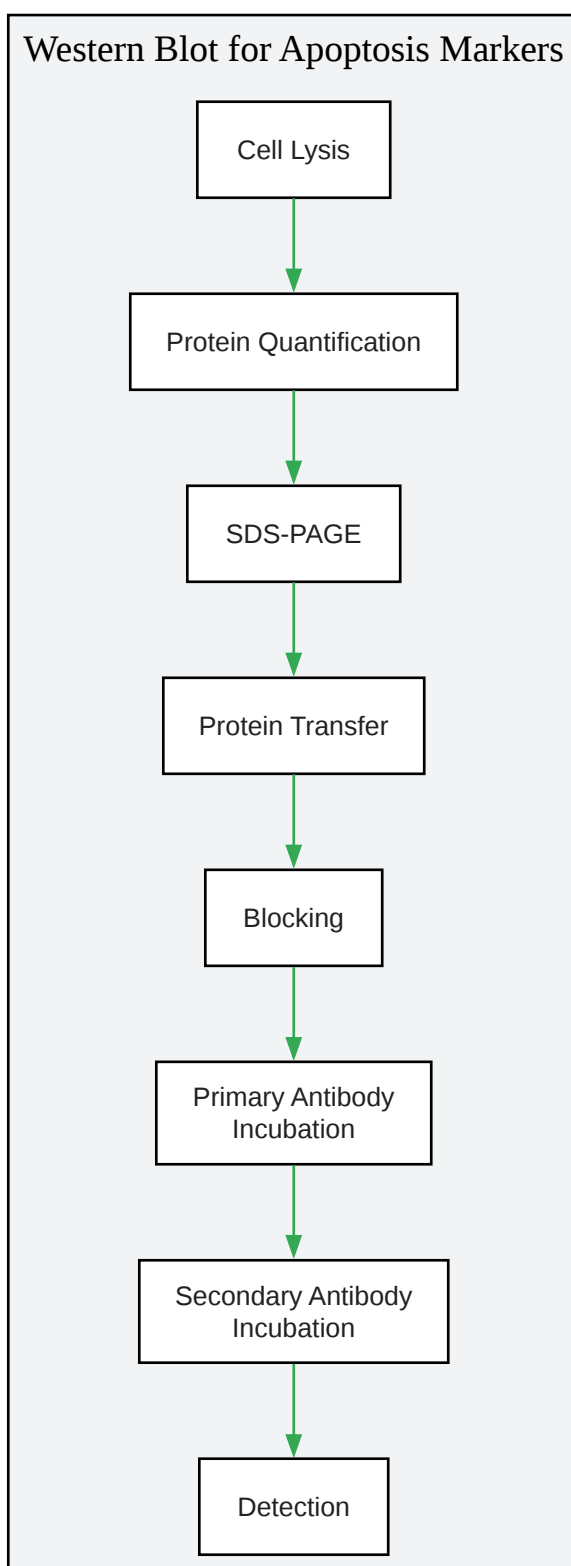 Western Blot for Apoptosis Markers
Cell Lysis
Protein Quantification
SDS-PAGE
Protein Transfer
Blocking
Primary Antibody
Incubation
Secondary Antibody
Incubation
Detection